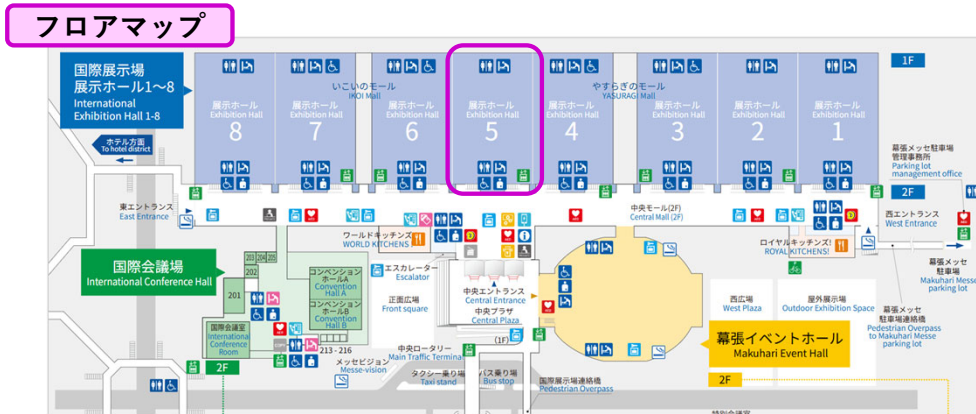 フロアマップ
国際展示場
展示ホール1〜8
International
Exhibition Hall 1-8
ホテル方面
To hotel district
いこいのモール
IKOI Mall
やすらぎのモール
YASURAGI Mall
展示ホール
Exhibition Hall
8
展示ホール
Exhibition Hall
7
展示ホール
Exhibition Hall
6
展示ホール
Exhibition Hall
5
展示ホール
Exhibition Hall
4
展示ホール
Exhibition Hall
3
展示ホール
Exhibition Hall
2
展示ホール
Exhibition Hall
1
1F
幕張メッセ駐車場
管理事務所
Parking lot
management office
2F
東エントランス
East Entrance
中央モール(2F)
Central Mall (2F)
西エントランス
West Entrance
ワールドキッチンズ
WORLD KITCHENS
ロイヤルキッチンズ!
ROYAL KITCHENS!
国際会議場
International Conference Hall
203 204 205
202
201
コンベンション
ホールA
Convention
Hall A
コンベンション
ホールB
Convention
Hall B
国際会議室
International
Conference
Room
213 - 216
2F
エスカレーター
Escalator
正面広場
Front square
中央エントランス
Central Entrance
中央プラザ
Central Plaza
(1F)
中央ロータリー
Main Traffic Terminal
メッセビジョン
Messe-vision
タクシー乗り場
Taxi stand
バス乗り場
Bus stop
国際展示場連絡橋
Pedestrian Overpass
西広場
West Plaza
屋外展示場
Outdoor Exhibition Space
幕張メッセ
駐車場
Makuhari Messe
parking lot
幕張メッセ
駐車場連絡橋
Pedestrian Overpass
to Makuhari Messe
parking lot
幕張イベントホール
Makuhari Event Hall
2F